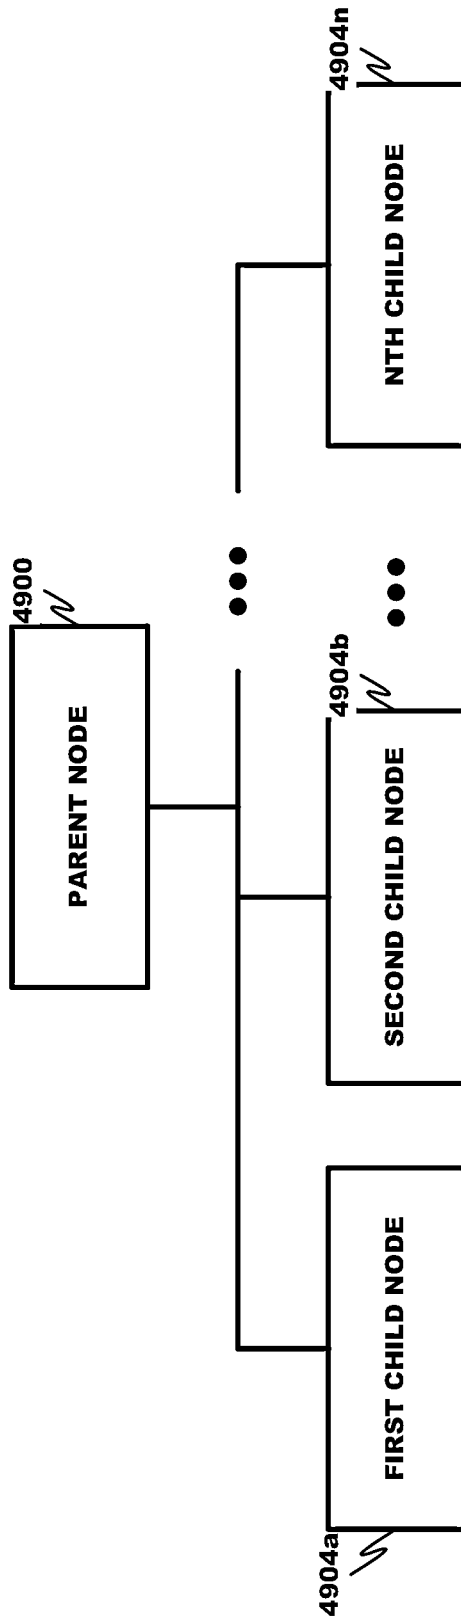 4900
PARENT NODE
4904a
FIRST CHILD NODE
4904b
SECOND CHILD NODE
4904n
NTH CHILD NODE